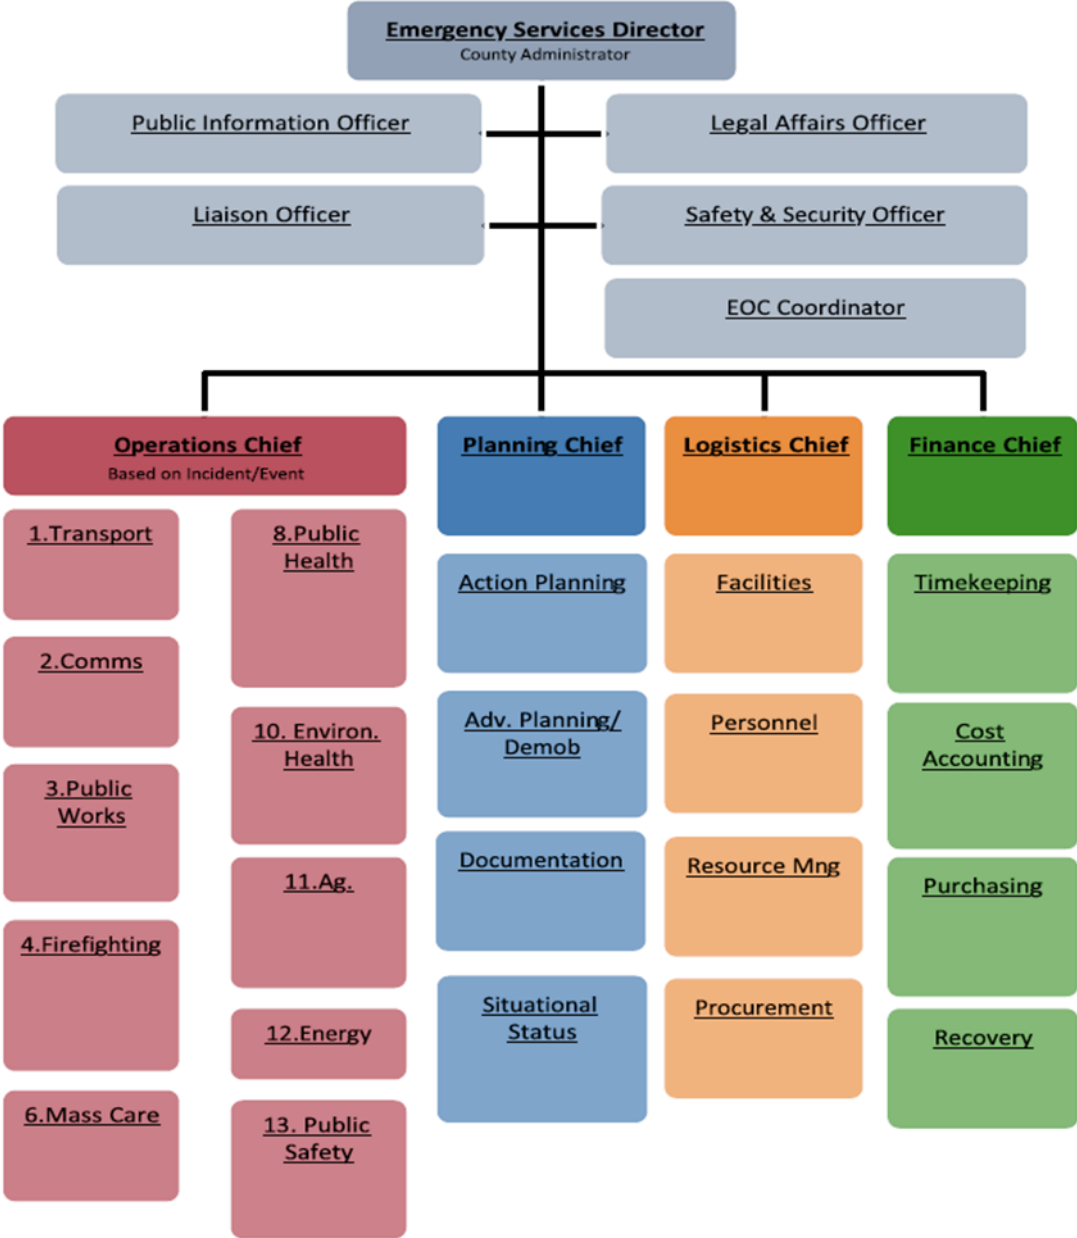 Emergency Services Director
County Administrator
Public Information Officer
Legal Affairs Officer
Liaison Officer
Safety & Security Officer
EOC Coordinator
Operations Chief
Based on Incident/Event
1.Transport
2.Comms
3.Public
Works
4.Firefighting
6.Mass Care
8.Public
Health
10. Environ.
Health
11.Ag.
12.Energy
13. Public
Safety
Planning Chief
Action Planning
Adv. Planning/
Demob
Documentation
Situational
Status
Logistics Chief
Facilities
Personnel
Resource Mng
Procurement
Finance Chief
Timekeeping
Cost
Accounting
Purchasing
Recovery